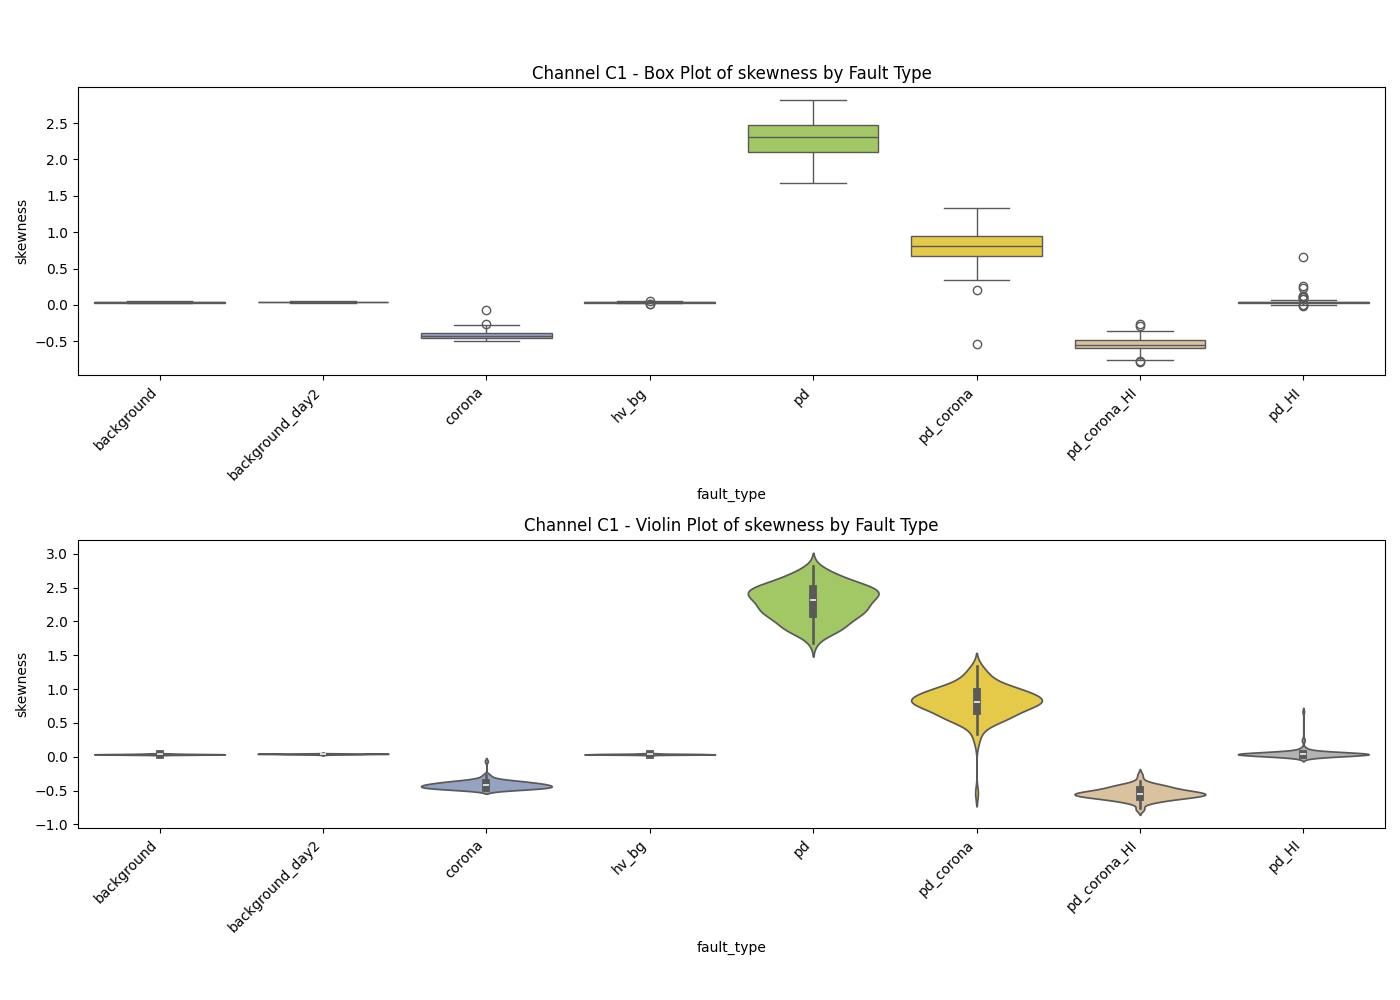 Channel C1 - Box Plot of skewness by Fault Type
2.5
2.0
1.5
1.0
0.5
0.0
−0.5
skewness
background
background_day2
corona
hv_bg
pd
pd_corona
pd_corona_HI
pd_HI
fault_type
Channel C1 - Violin Plot of skewness by Fault Type
3.0
2.5
2.0
1.5
1.0
0.5
0.0
−0.5
−1.0
skewness
background
background_day2
corona
hv_bg
pd
pd_corona
pd_corona_HI
pd_HI
fault_type